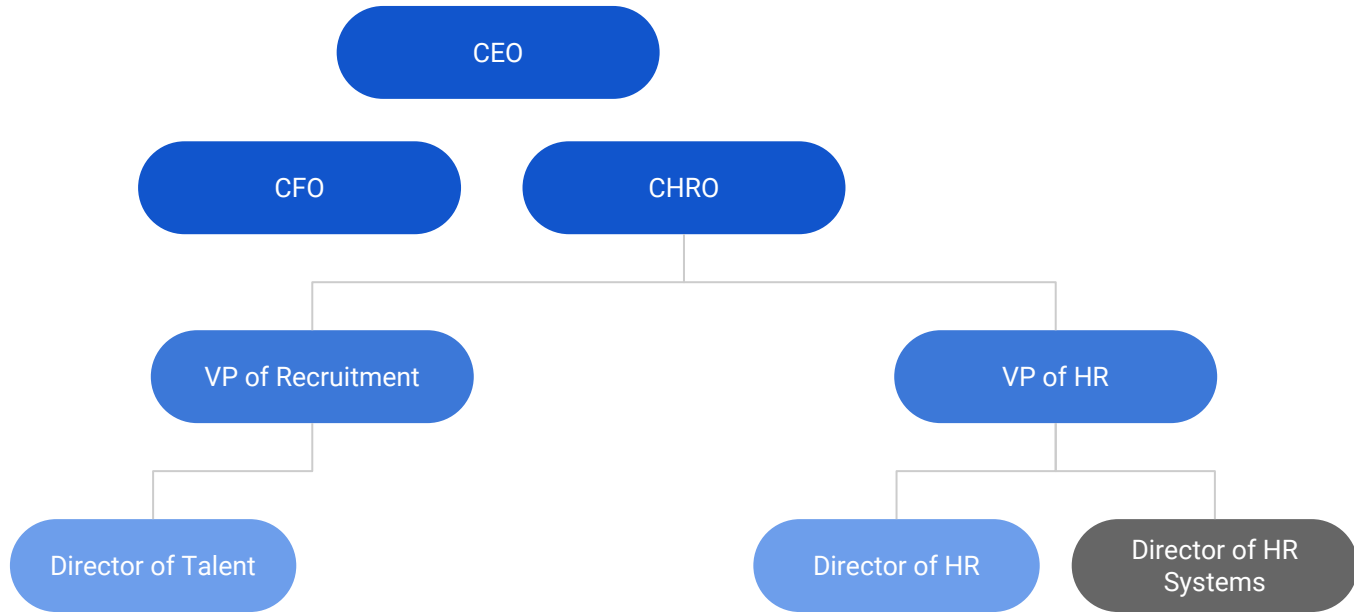 CEO
CFO
CHRO
VP of Recruitment
VP of HR
Director of Talent
Director of HR
Director of HR
Systems